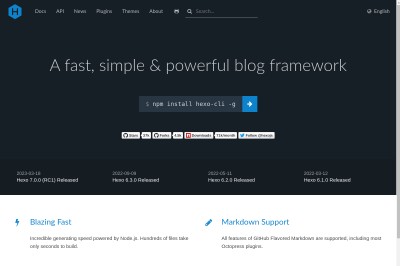 H
Docs API News Plugins Themes About Search... English
A fast, simple & powerful blog framework
$ npm install hexo-cli -g
Stars 37k Forks 4.5k Downloads 71k/month
2023-03-18 2022-09-09 2022-05-11 2022-03-12
Hexo 7.0.0 (RC1) Released Hexo 6.3.0 Released Hexo 6.2.0 Released Hexo 6.1.0 Released
Blazing Fast
Incredible generating speed powered by Node.js. Hundreds of files take
only seconds to build.
Markdown Support
All features of GitHub Flavored Markdown are supported, including most
Octopress plugins.